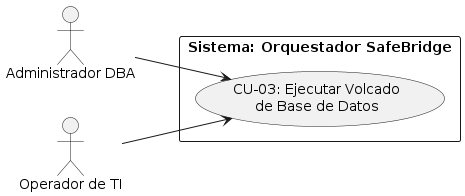 Sistema: Orquestador SafeBridge
Administrador DBA
CU-03: Ejecutar Volcado
de Base de Datos
Operador de TI